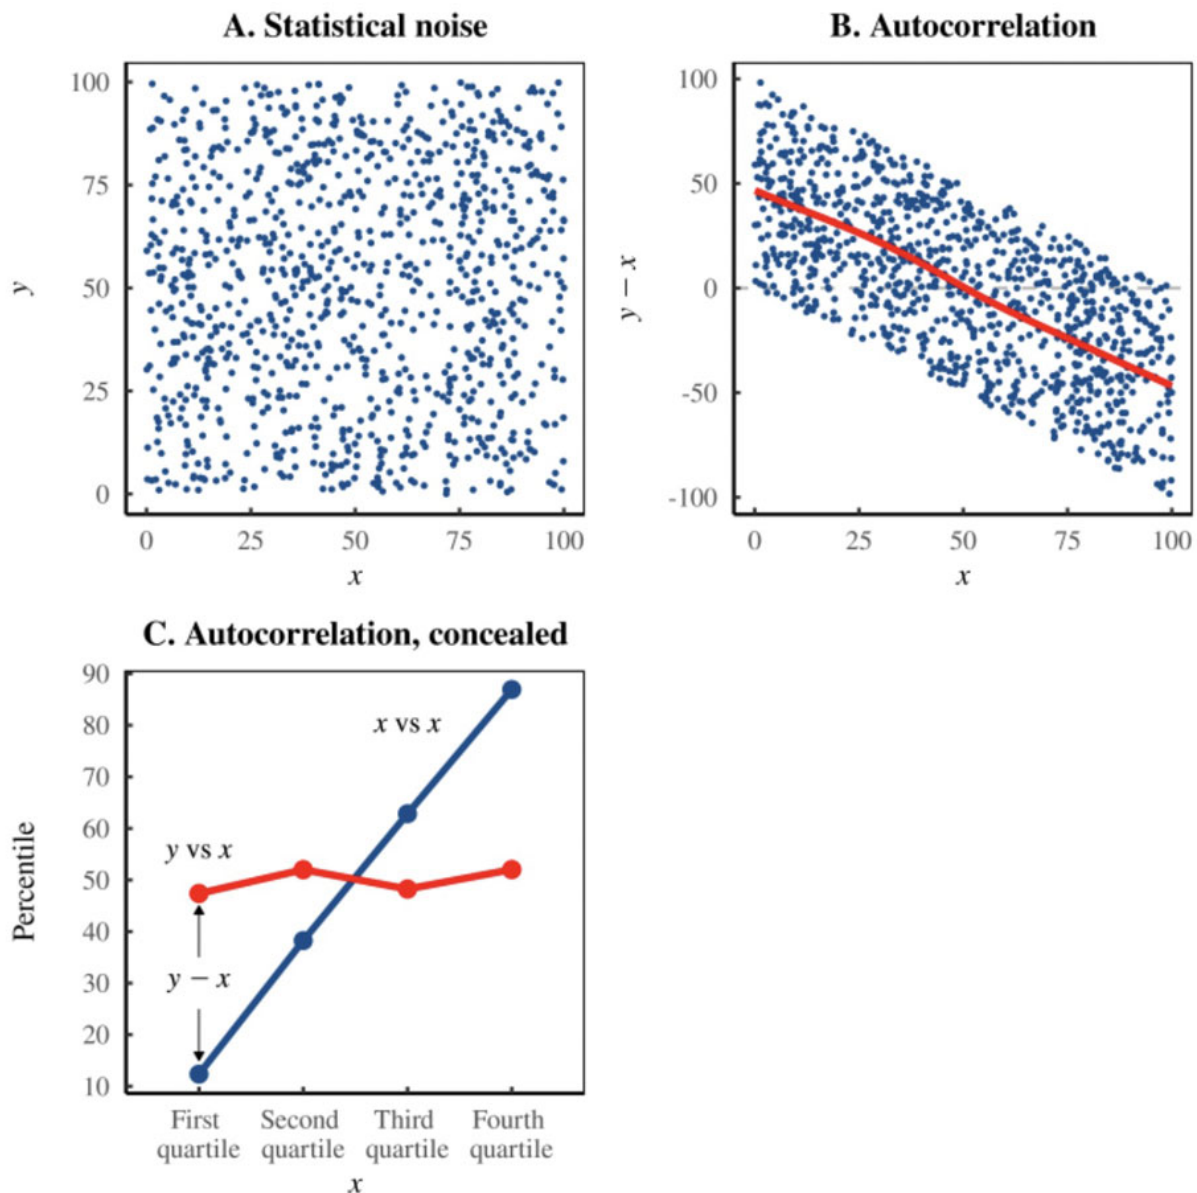 A. Statistical noise
100
75
50
25
0
y
0 25 50 75 100
x
B. Autocorrelation
100
50
0
-50
-100
y − x
0 25 50 75 100
x
C. Autocorrelation, concealed
90
80
70
60
50
40
30
20
10
Percentile
x vs x
y vs x
y − x
First Second Third Fourth
quartile quartile quartile quartile
x